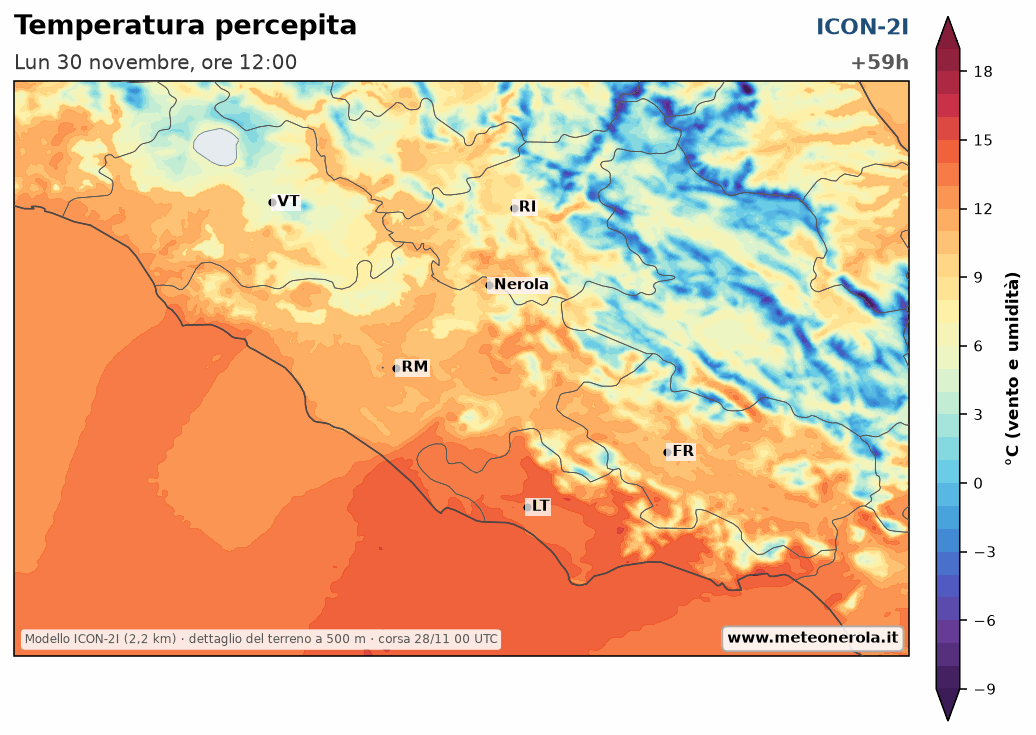 Temperatura percepita
ICON-2I
Lun 30 novembre, ore 12:00
+59h
VT
RI
Nerola
RM
FR
LT
Modello ICON-2I (2,2 km) · dettaglio del terreno a 500 m · corsa 28/11 00 UTC
www.meteonerola.it
18
15
12
9
6
3
0
−3
−6
−9
°C (vento e umidità)